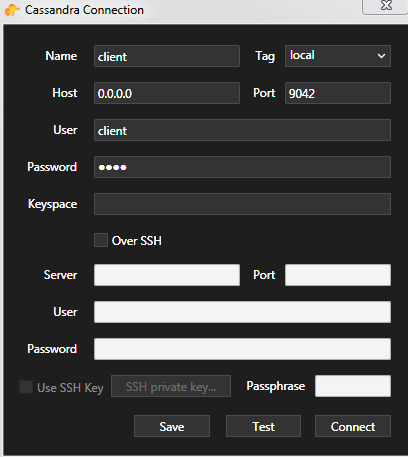 Cassandra Connection
Name client Tag local
Host 0.0.0.0 Port 9042
User client
Password ••••
Keyspace
Over SSH
Server Port
User
Password
Use SSH Key SSH private key... Passphrase
Save Test Connect